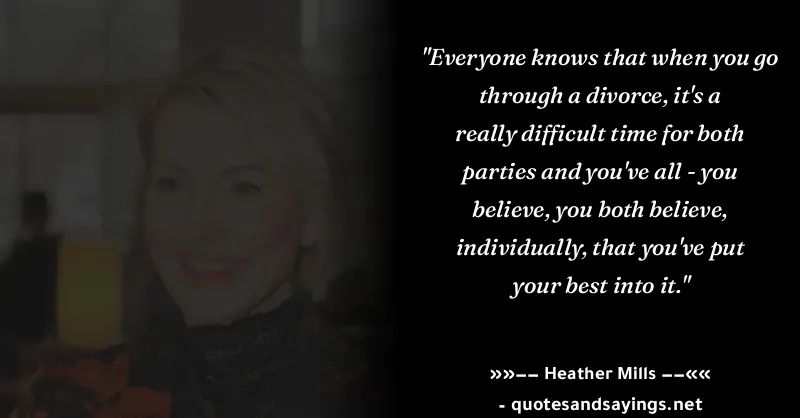 "Everyone knows that when you go
through a divorce, it's a
really difficult time for both
parties and you've all - you
believe, you both believe,
individually, that you've put
your best into it."
»»–– Heather Mills ––««
- quotesandsayings.net